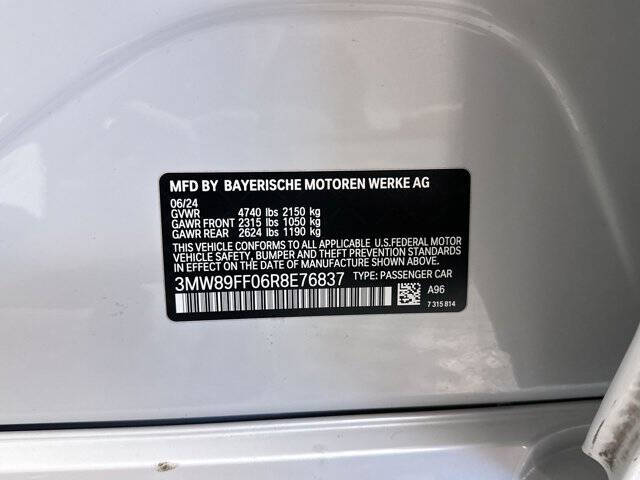 MFD BY BAYERISCHE MOTOREN WERKE AG
06/24
GVWR 4740 lbs 2150 kg
GAWR FRONT 2315 lbs 1050 kg
GAWR REAR 2624 lbs 1190 kg
THIS VEHICLE CONFORMS TO ALL APPLICABLE U.S.FEDERAL MOTOR
VEHICLE SAFETY, BUMPER AND THEFT PREVENTION STANDARDS
IN EFFECT ON THE DATE OF MANUFACTURE SHOWN ABOVE.
3MW89FF06R8E76837 TYPE: PASSENGER CAR
A96
7 315 814